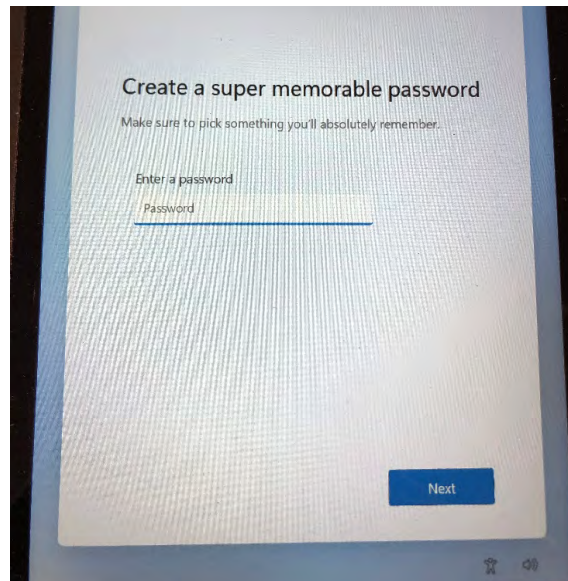 Create a super memorable password
Make sure to pick something you'll absolutely remember.
Enter a password
Password
Next